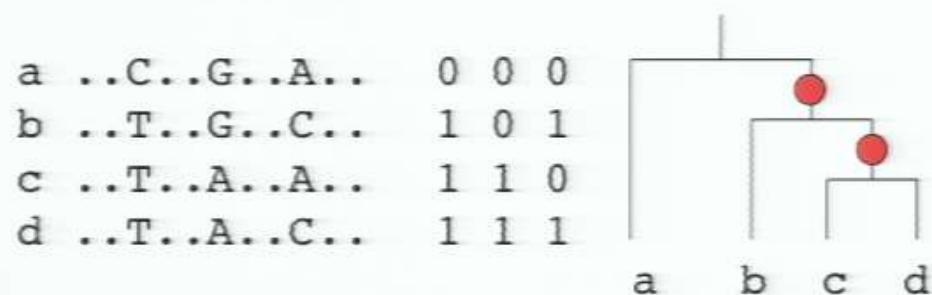 a ..C..G..A.. 0 0 0
b ..T..G..C.. 1 0 1
c ..T..A..A.. 1 1 0
d ..T..A..C.. 1 1 1
a b c d